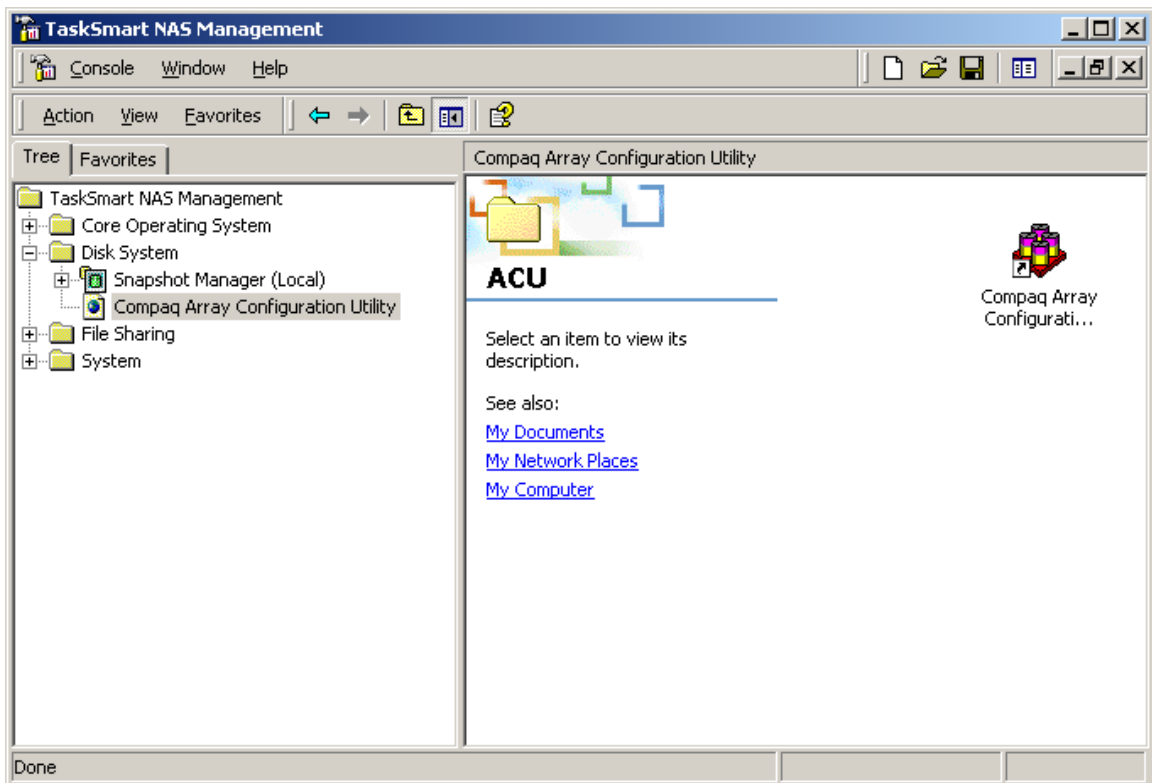 TaskSmart NAS Management
Console Window Help
Action View Favorites
Tree Favorites
Compaq Array Configuration Utility
TaskSmart NAS Management
Core Operating System
Disk System
Snapshot Manager (Local)
Compaq Array Configuration Utility
File Sharing
System
ACU
Select an item to view its
description.
See also:
My Documents
My Network Places
My Computer
Compaq Array
Configurati...
Done